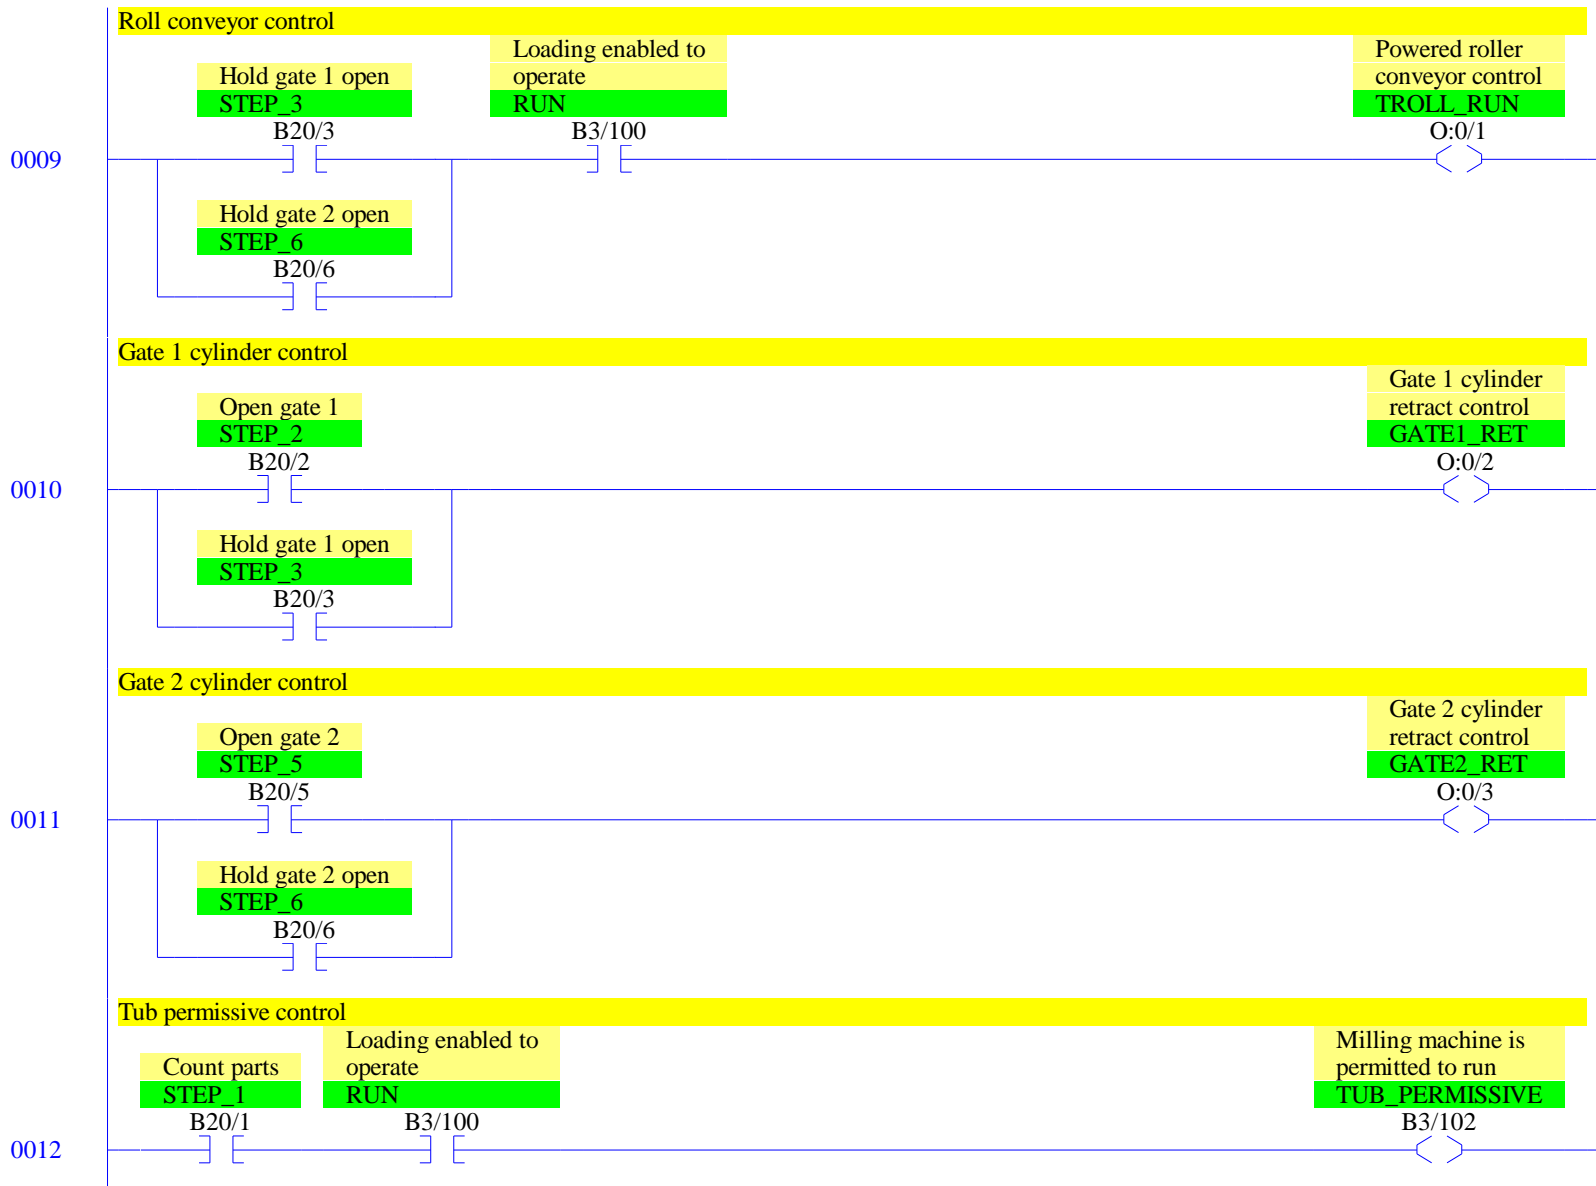 Roll conveyor control
Hold gate 1 open
STEP_3
B20/3
Loading enabled to
operate
RUN
B3/100
Powered roller
conveyor control
TROLL_RUN
O:0/1
0009
Hold gate 2 open
STEP_6
B20/6
Gate 1 cylinder control
Open gate 1
STEP_2
B20/2
Gate 1 cylinder
retract control
GATE1_RET
O:0/2
0010
Hold gate 1 open
STEP_3
B20/3
Gate 2 cylinder control
Open gate 2
STEP_5
B20/5
Gate 2 cylinder
retract control
GATE2_RET
O:0/3
0011
Hold gate 2 open
STEP_6
B20/6
Tub permissive control
Count parts
STEP_1
B20/1
Loading enabled to
operate
RUN
B3/100
Milling machine is
permitted to run
TUB_PERMISSIVE
B3/102
0012